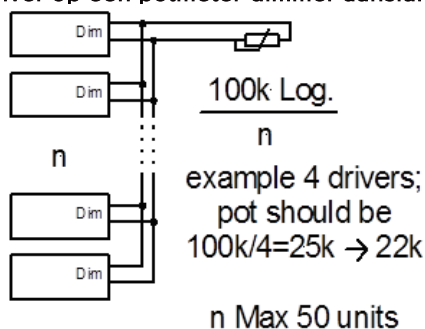 Dim
Dim
100k Log.
n
n
example 4 drivers;
pot should be
100k/4=25k → 22k
Dim
Dim
n Max 50 units